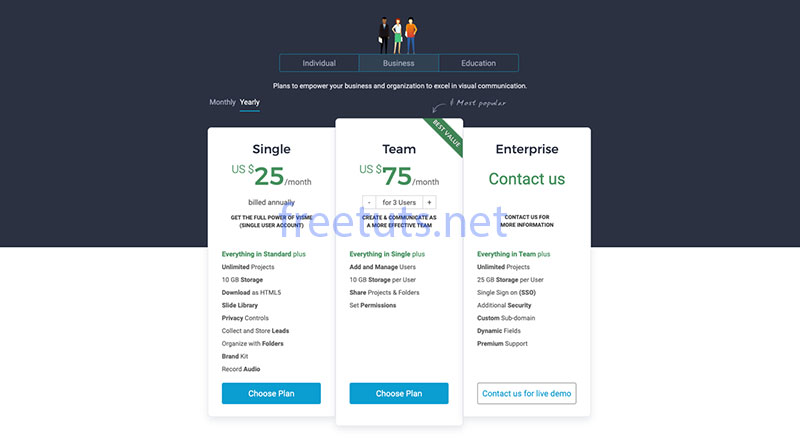 Individual
Business
Education
Plans to empower your business and organization to excel in visual communication.
Monthly Yearly
Most popular
BEST VALUE
Single
US $25/month
billed annually
GET THE FULL POWER OF VISME
(SINGLE USER ACCOUNT)
Everything in Standard plus
Unlimited Projects
10 GB Storage
Download as HTML5
Slide Library
Privacy Controls
Collect and Store Leads
Organize with Folders
Brand Kit
Record Audio
Choose Plan
Team
US $75/month
- for 3 Users +
CREATE & COMMUNICATE AS
A MORE EFFECTIVE TEAM
Everything in Single plus
Add and Manage Users
10 GB Storage per User
Share Projects & Folders
Set Permissions
Choose Plan
Enterprise
Contact us
CONTACT US FOR
MORE INFORMATION
Everything in Team plus
Unlimited Projects
25 GB Storage per User
Single Sign on (SSO)
Additional Security
Custom Sub-domain
Dynamic Fields
Premium Support
Contact us for live demo
freetuts.net